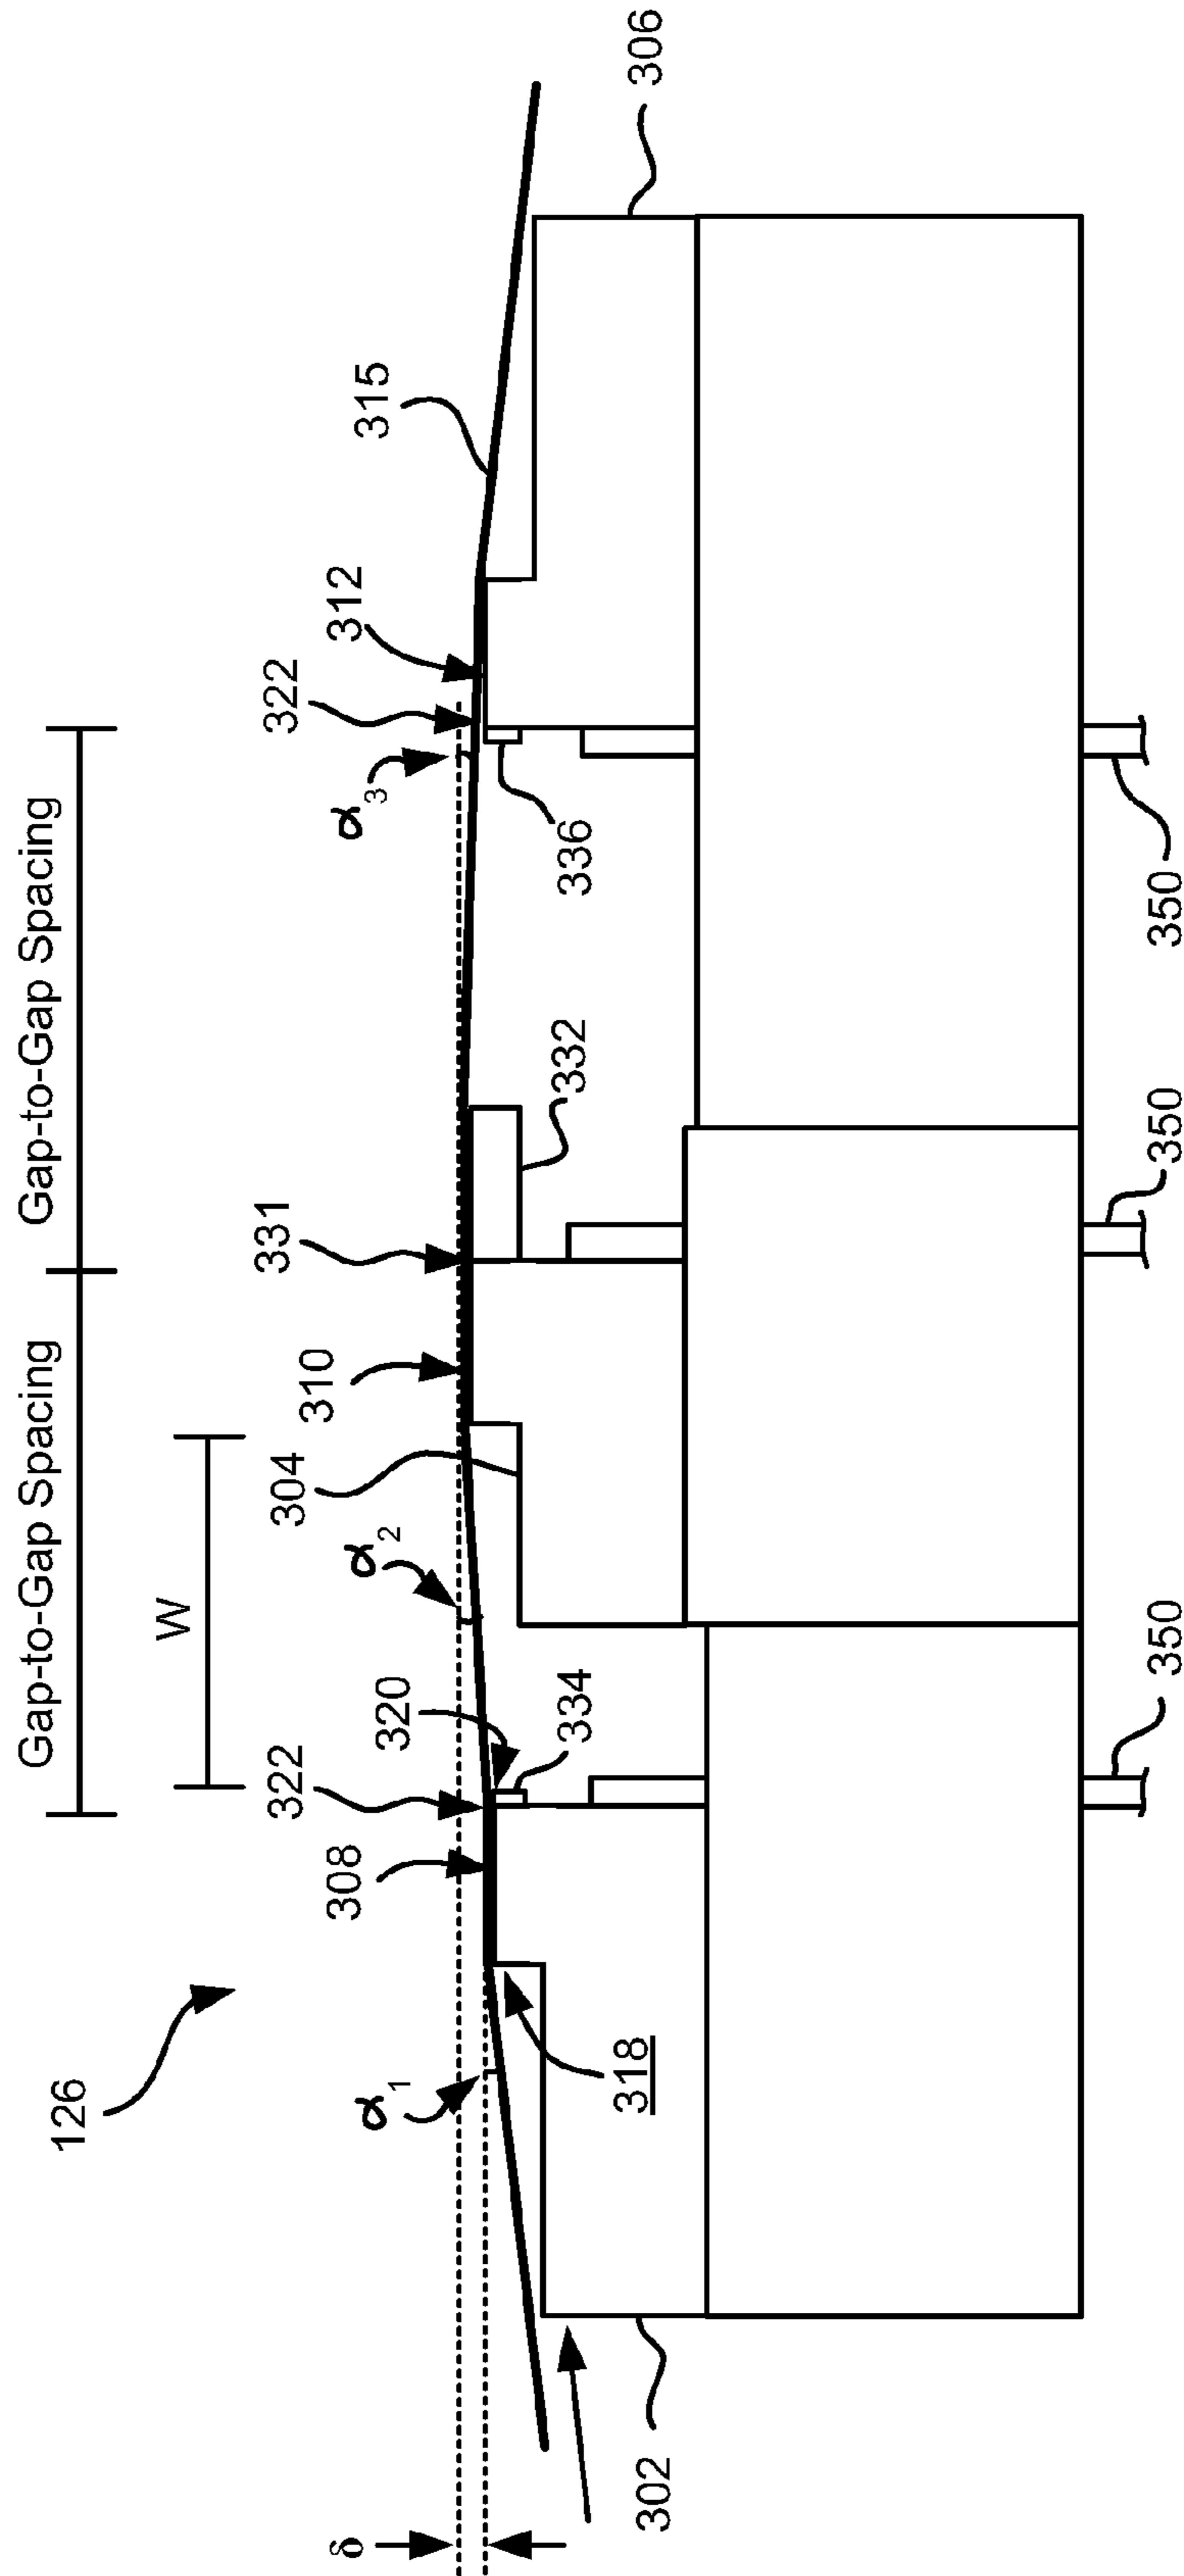 Gap-to-Gap Spacing
Gap-to-Gap Spacing
W
126
δ
α1
308
322
320
334
α2
304
310
331
332
α3
322
312
336
315
306
318
302
350
350
350